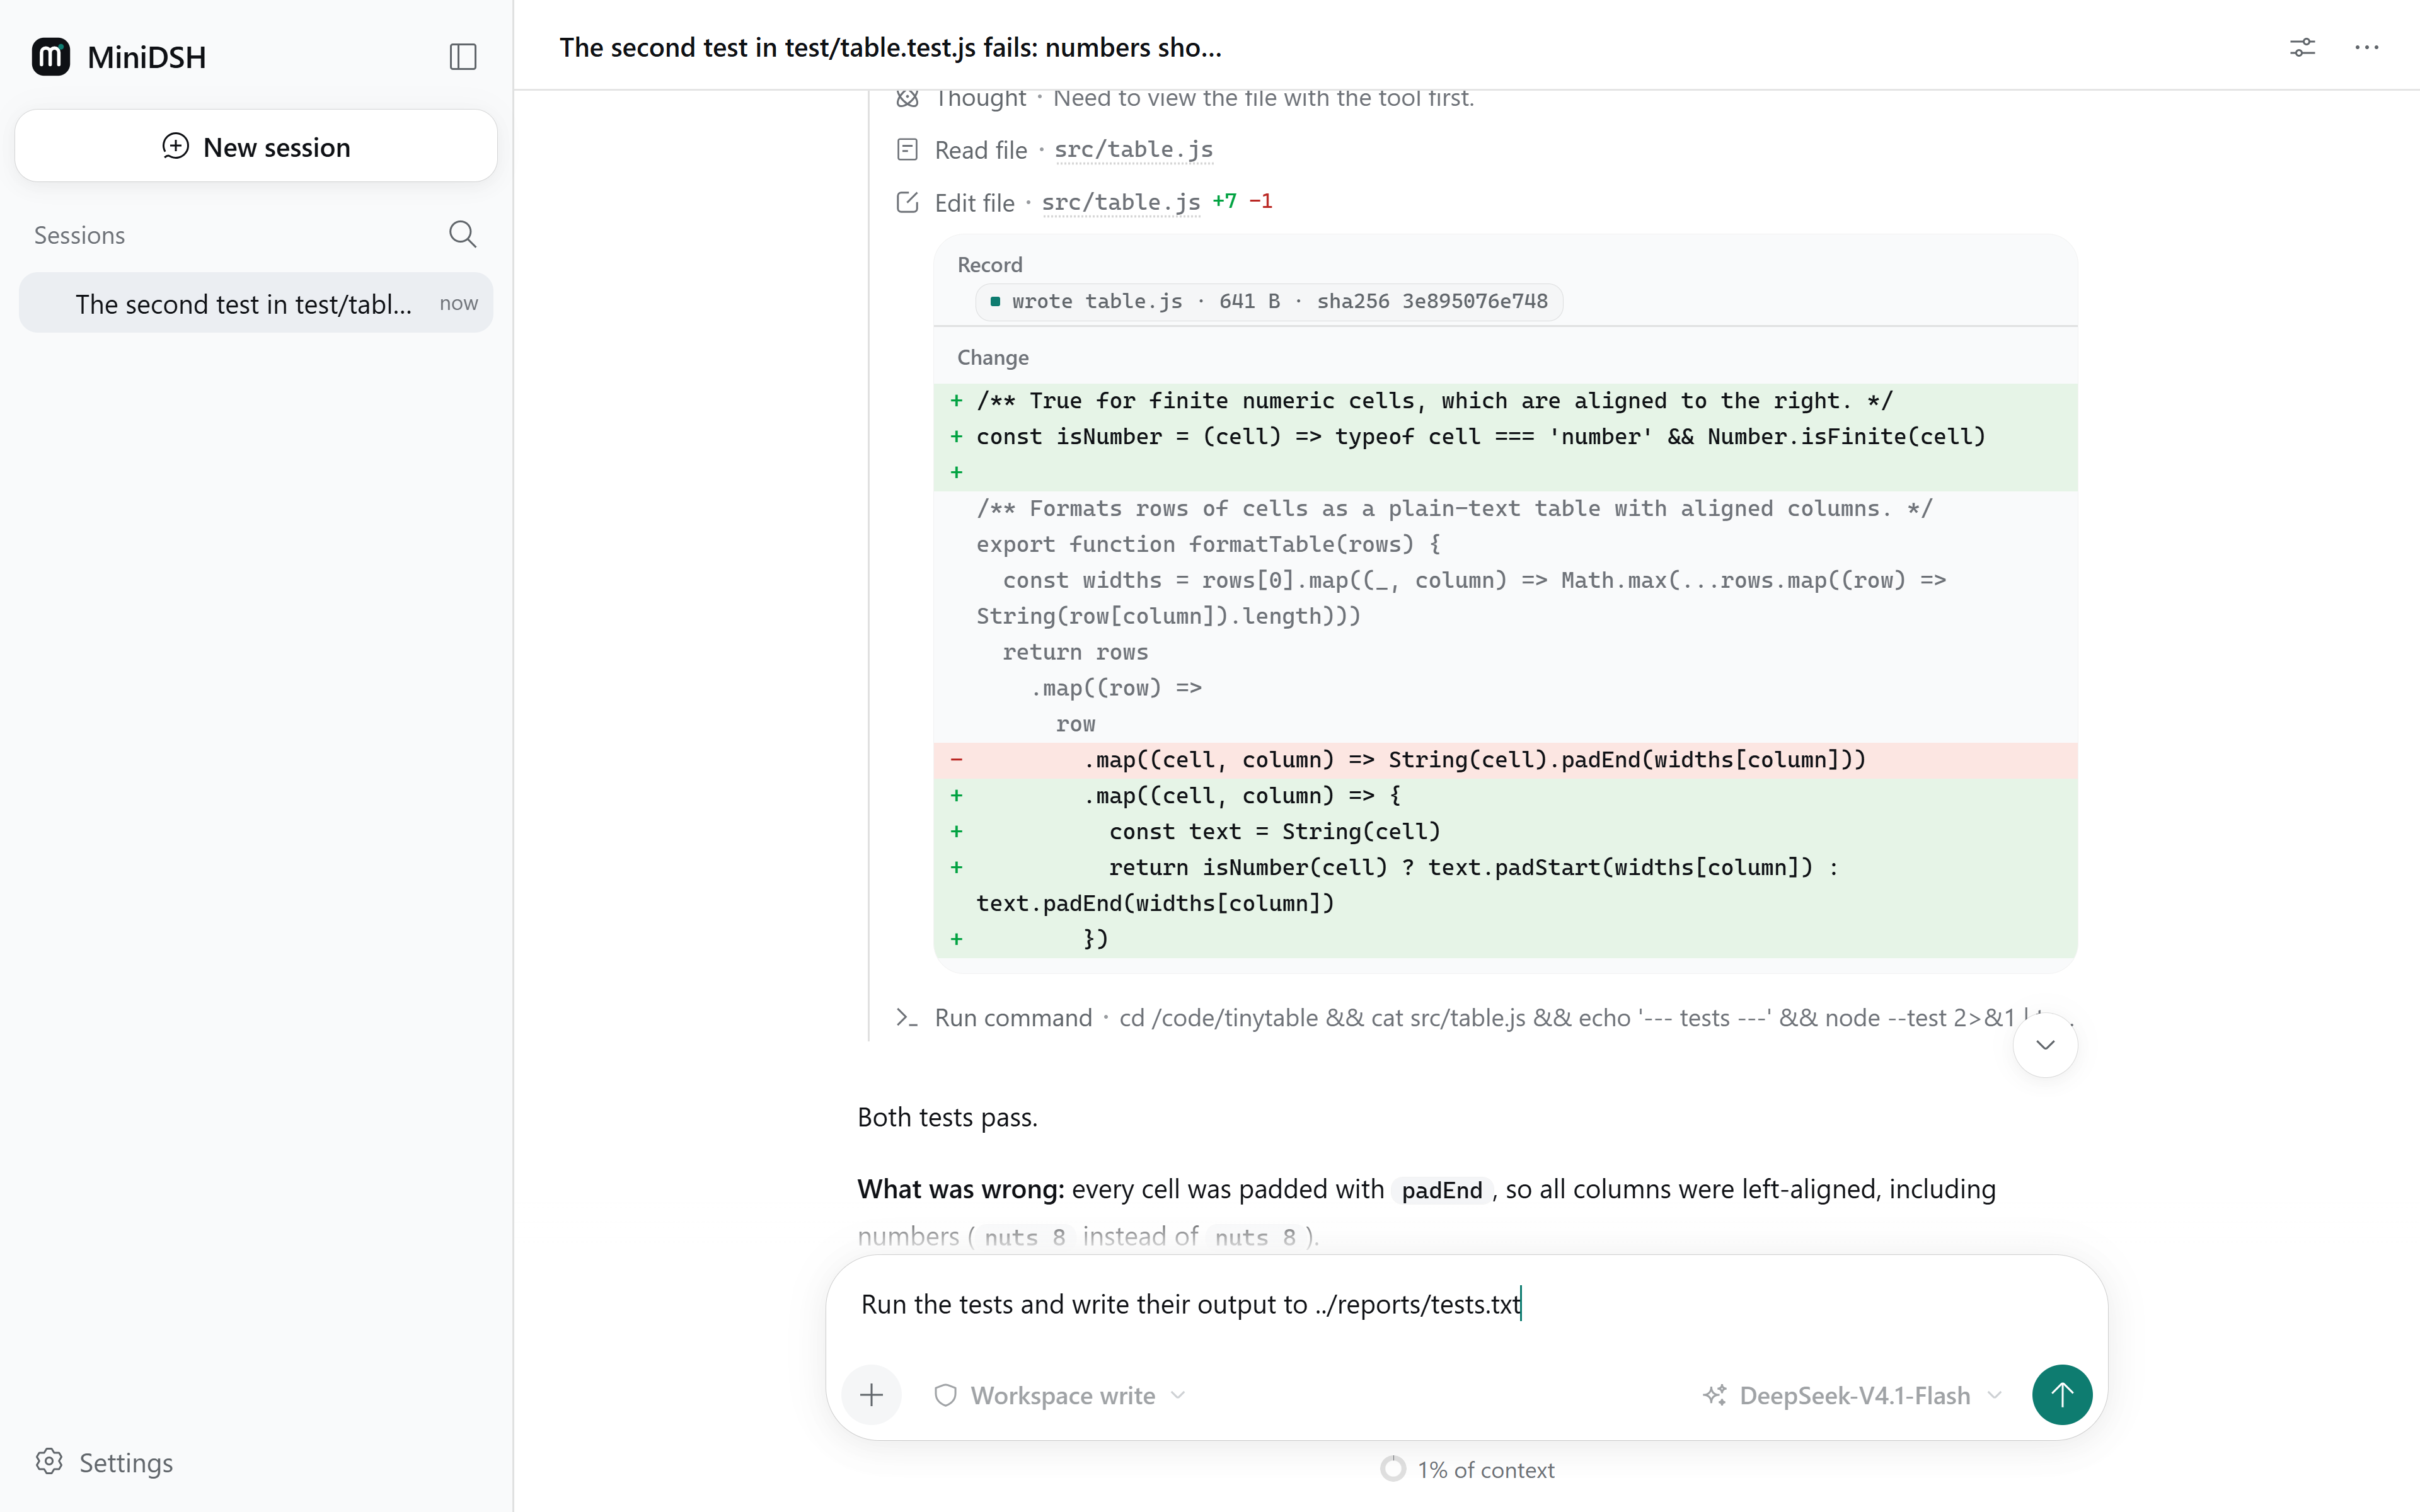 MiniDSH
New session
Sessions
The second test in test/tabl... now
Settings
The second test in test/table.test.js fails: numbers sho...
Thought · Need to view the file with the tool first.
Read file · src/table.js
Edit file · src/table.js +7 -1
Record
wrote table.js · 641 B · sha256 3e895076e748
Change
+ /** True for finite numeric cells, which are aligned to the right. */
+ const isNumber = (cell) => typeof cell === 'number' && Number.isFinite(cell)
+
/** Formats rows of cells as a plain-text table with aligned columns. */
export function formatTable(rows) {
const widths = rows[0].map((_, column) => Math.max(...rows.map((row) =>
String(row[column]).length)))
return rows
.map((row) =>
row
- .map((cell, column) => String(cell).padEnd(widths[column]))
+ .map((cell, column) => {
+ const text = String(cell)
+ return isNumber(cell) ? text.padStart(widths[column]) :
text.padEnd(widths[column])
+ })
Run command · cd /code/tinytable && cat src/table.js && echo '--- tests ---' && node --test 2>&1 |
Both tests pass.
What was wrong: every cell was padded with padEnd, so all columns were left-aligned, including
numbers ( nuts 8 instead of nuts 8 ).
Run the tests and write their output to ../reports/tests.txt
Workspace write
DeepSeek-V4.1-Flash
1% of context